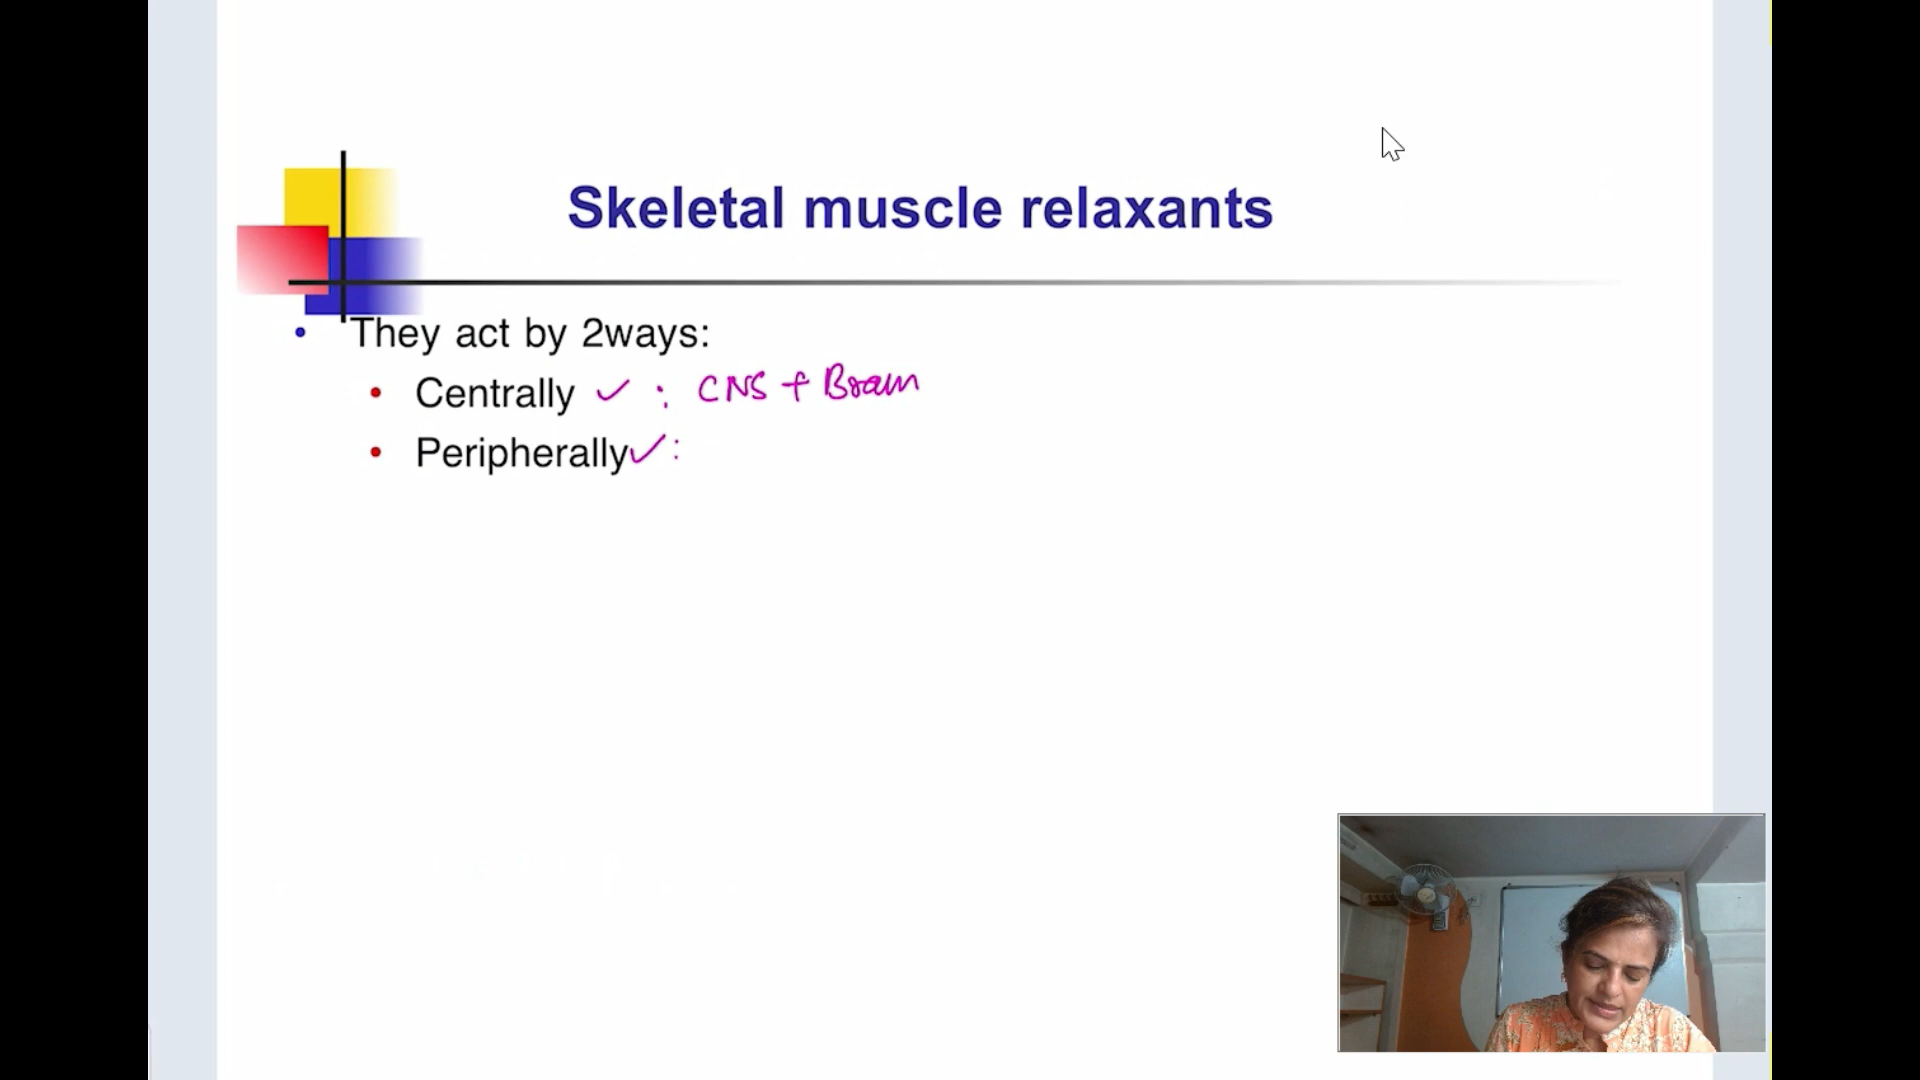 Skeletal muscle relaxants
• They act by 2ways:
• Centrally ✓ : CNS + Brain
• Peripherally ✓ :